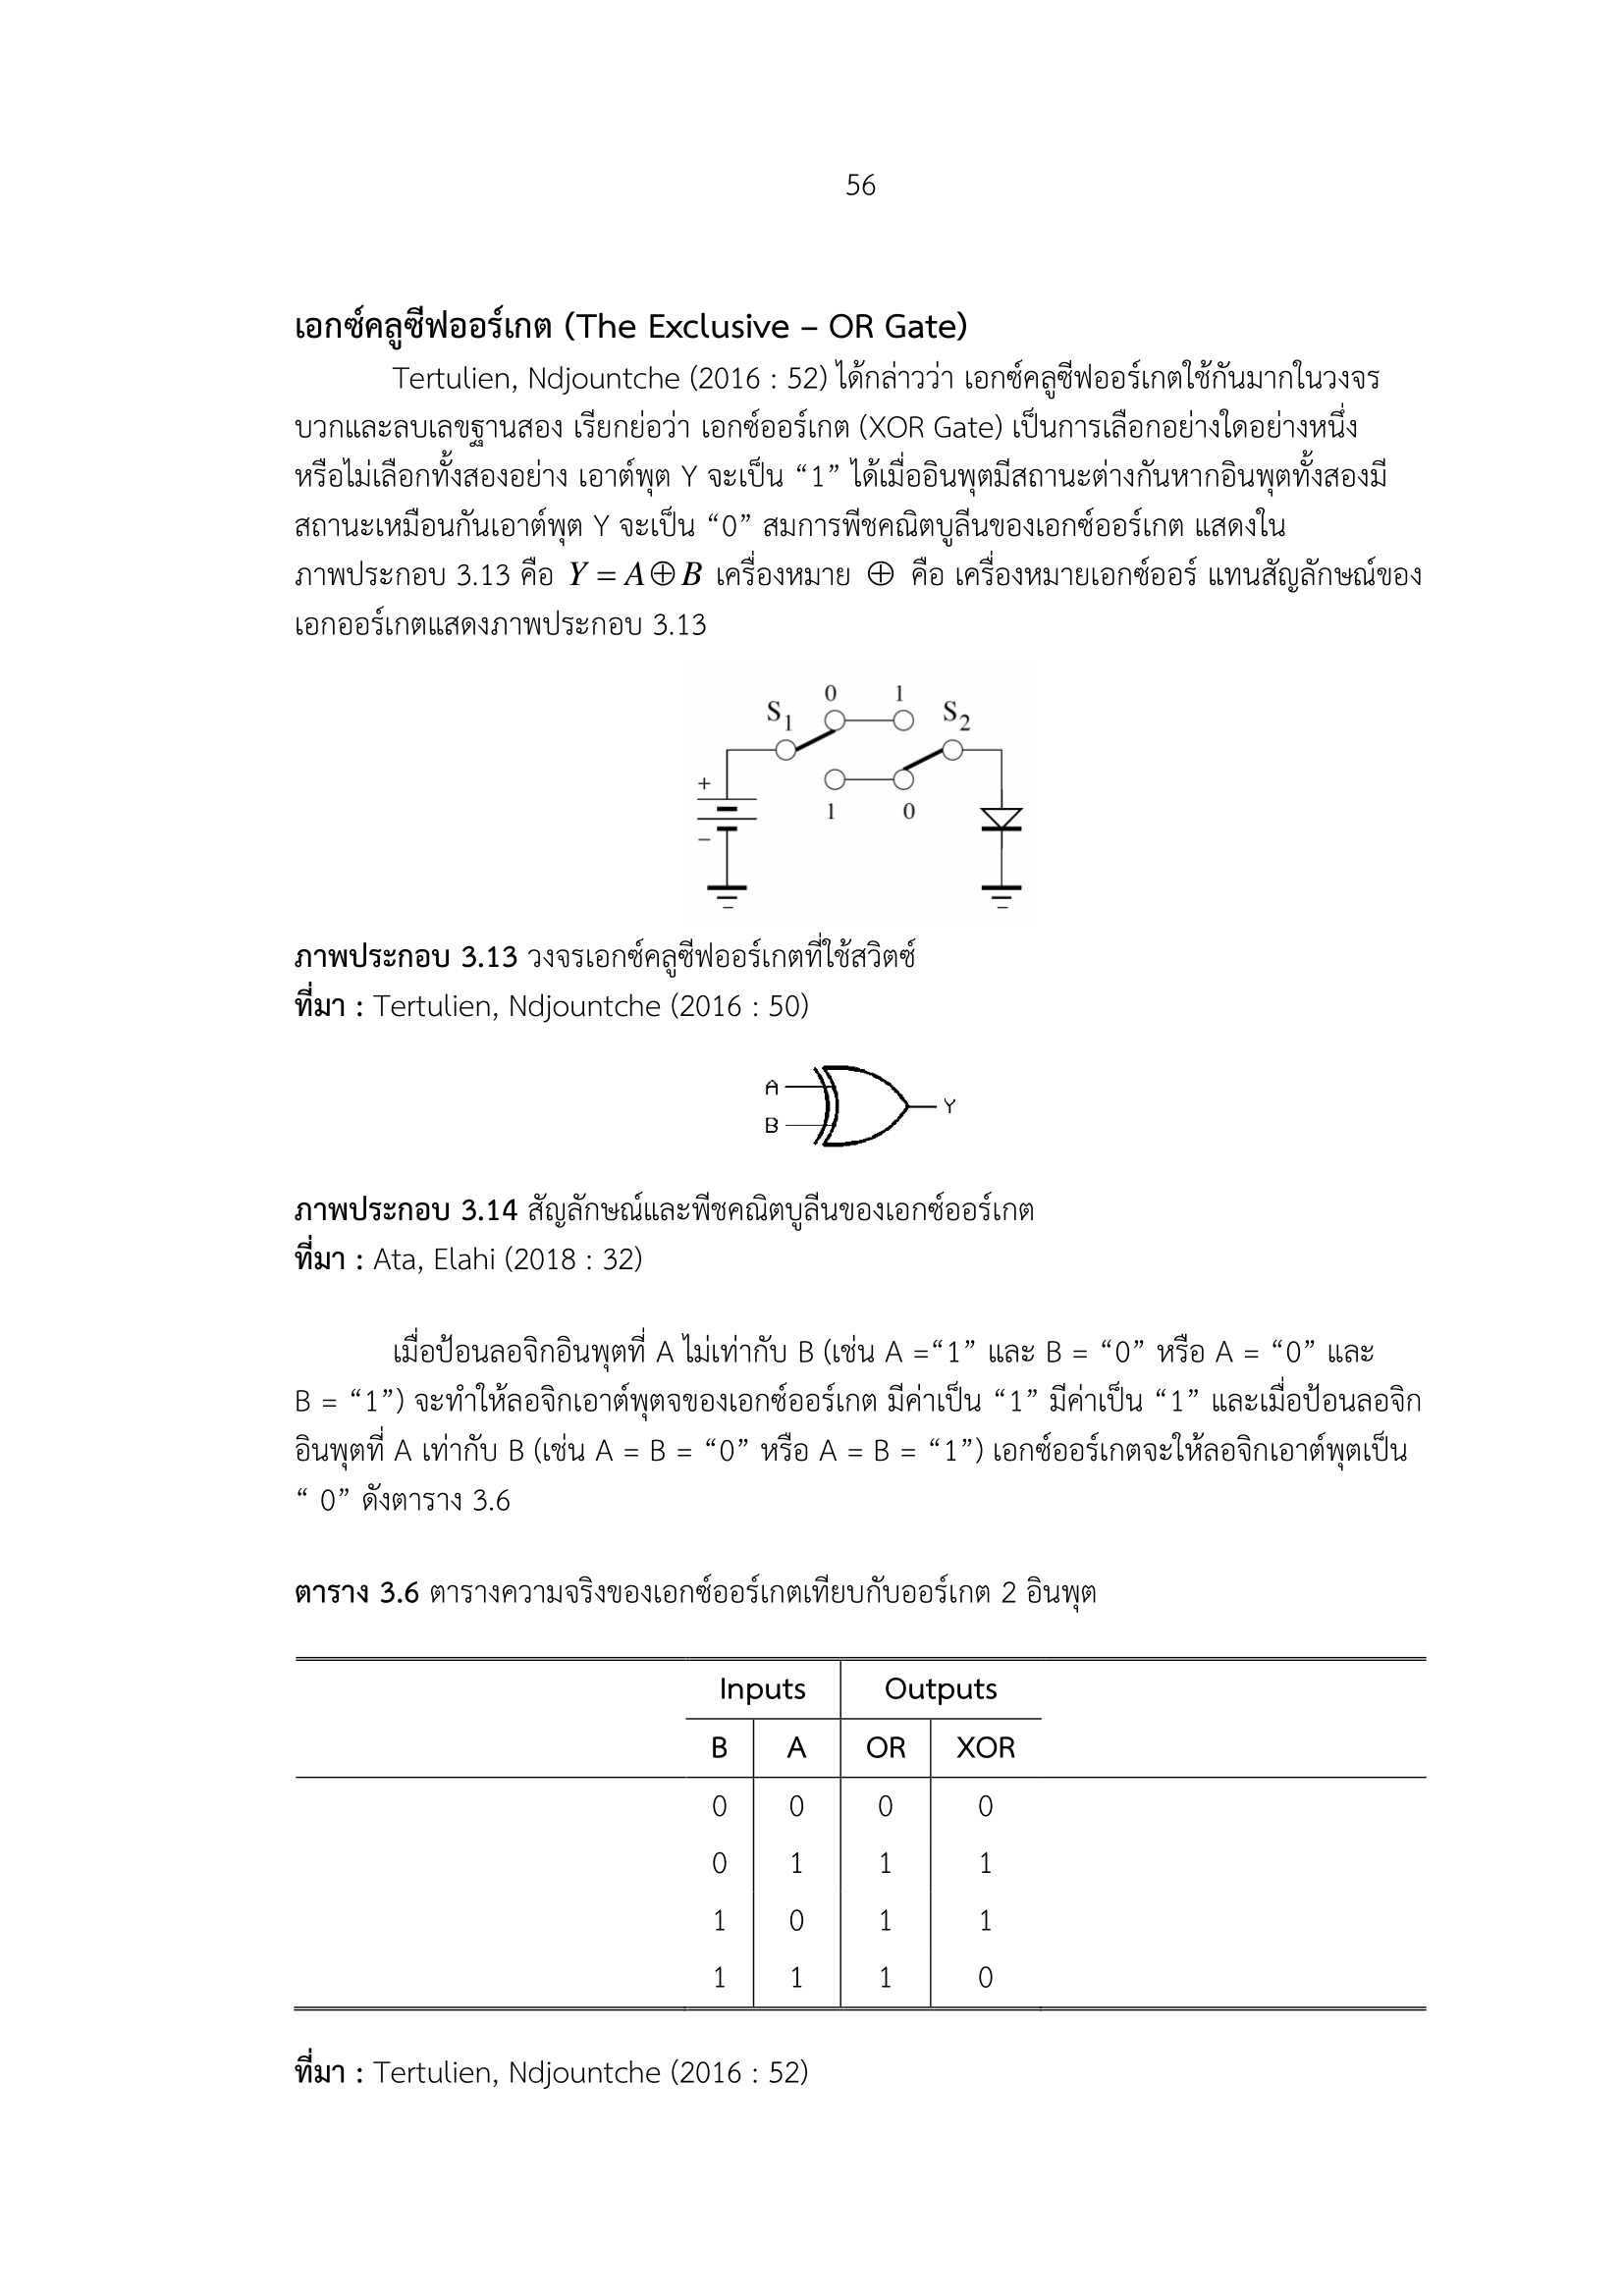 56
เอกซ์คลูซีฟออร์เกต (The Exclusive – OR Gate)
Tertulien, Ndjountche (2016 : 52) ได้กล่าวว่า เอกซ์คลูซีฟออร์เกตใช้กันมากในวงจร
บวกและลบเลขฐานสอง เรียกย่อว่า เอกซ์ออร์เกต (XOR Gate) เป็นการเลือกอย่างใดอย่างหนึ่ง
หรือไม่เลือกทั้งสองอย่าง เอาต์พุต Y จะเป็น “1” ได้เมื่ออินพุตมีสถานะต่างกันหากอินพุตทั้งสองมี
สถานะเหมือนกันเอาต์พุต Y จะเป็น “0” สมการพีชคณิตบูลีนของเอกซ์ออร์เกต แสดงใน
ภาพประกอบ 3.13 คือ Y = A ⊕ B เครื่องหมาย ⊕ คือ เครื่องหมายเอกซ์ออร์ แทนสัญลักษณ์ของ
เอกออร์เกตแสดงภาพประกอบ 3.13
0 1
S1 S2
+
1 0
–
ภาพประกอบ 3.13 วงจรเอกซ์คลูซีฟออร์เกตที่ใช้สวิตซ์
ที่มา : Tertulien, Ndjountche (2016 : 50)
A
Y
B
ภาพประกอบ 3.14 สัญลักษณ์และพีชคณิตบูลีนของเอกซ์ออร์เกต
ที่มา : Ata, Elahi (2018 : 32)
เมื่อป้อนลอจิกอินพุตที่ A ไม่เท่ากับ B (เช่น A =“1” และ B = “0” หรือ A = “0” และ
B = “1”) จะทำให้ลอจิกเอาต์พุตจของเอกซ์ออร์เกต มีค่าเป็น “1” มีค่าเป็น “1” และเมื่อป้อนลอจิก
อินพุตที่ A เท่ากับ B (เช่น A = B = “0” หรือ A = B = “1”) เอกซ์ออร์เกตจะให้ลอจิกเอาต์พุตเป็น
“ 0” ดังตาราง 3.6
ตาราง 3.6 ตารางความจริงของเอกซ์ออร์เกตเทียบกับออร์เกต 2 อินพุต
Inputs Outputs
B A OR XOR
0 0 0 0
0 1 1 1
1 0 1 1
1 1 1 0
ที่มา : Tertulien, Ndjountche (2016 : 52)